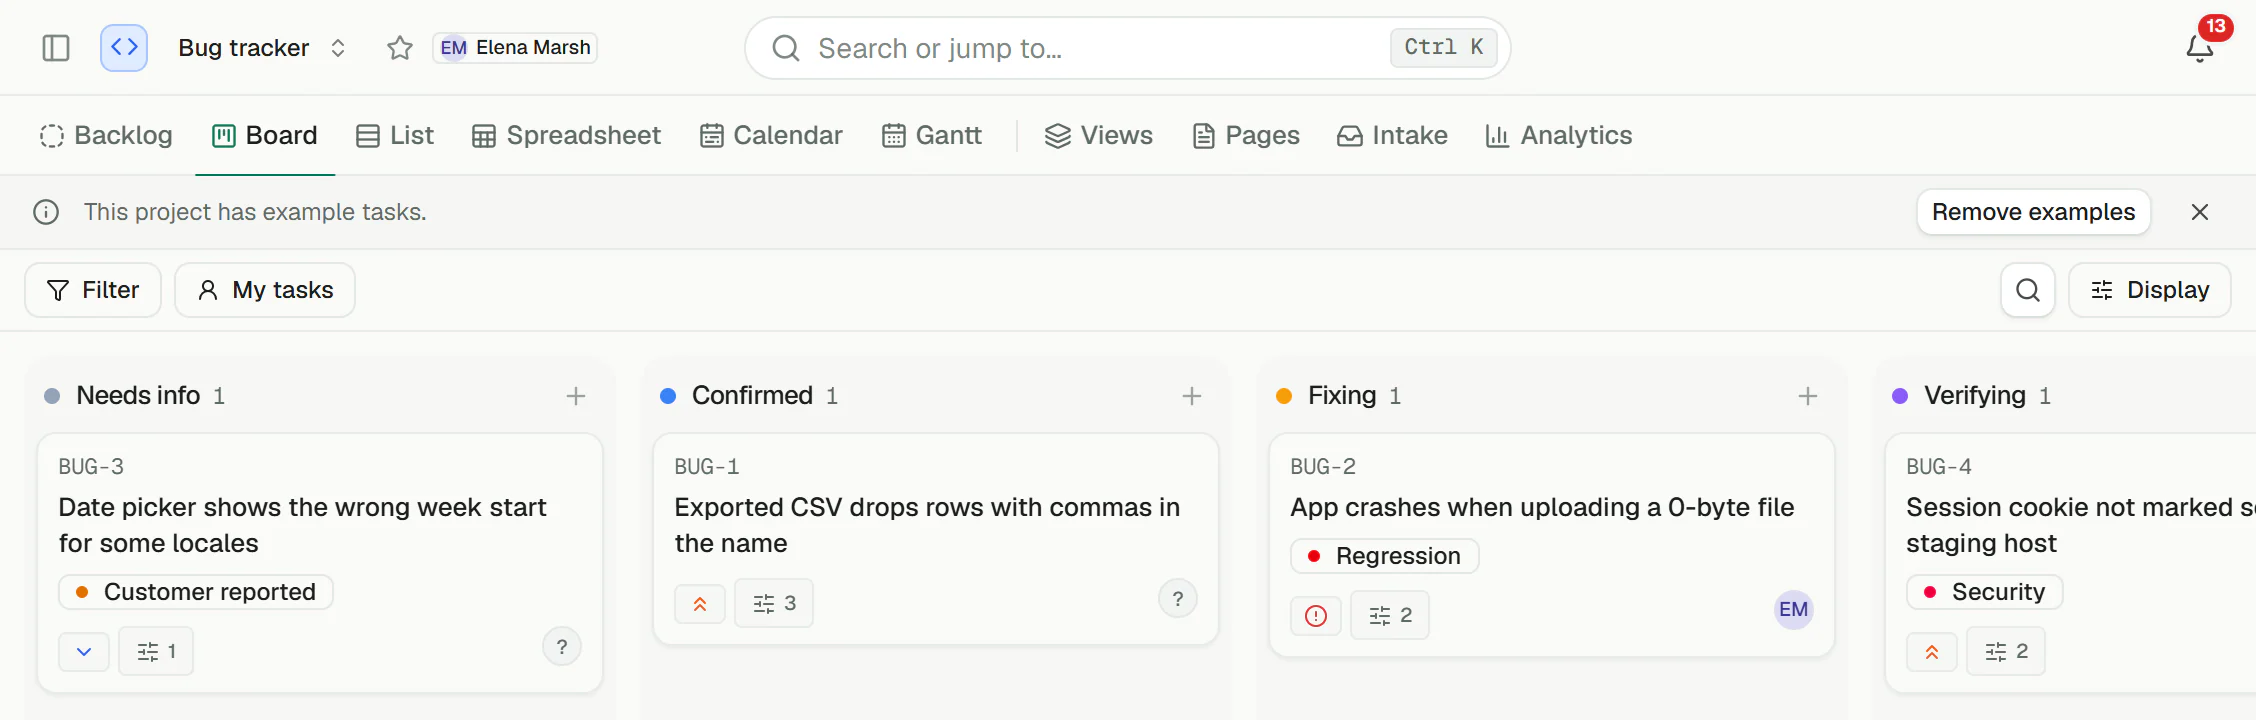 Bug tracker
EM Elena Marsh
Search or jump to...
Ctrl K
13
Backlog
Board
List
Spreadsheet
Calendar
Gantt
Views
Pages
Intake
Analytics
This project has example tasks.
Remove examples
Filter
My tasks
Display
Needs info 1
BUG-3
Date picker shows the wrong week start
for some locales
Customer reported
1
?
Confirmed 1
BUG-1
Exported CSV drops rows with commas in
the name
3
?
Fixing 1
BUG-2
App crashes when uploading a 0-byte file
Regression
2
EM
Verifying 1
BUG-4
Session cookie not marked
staging host
Security
2